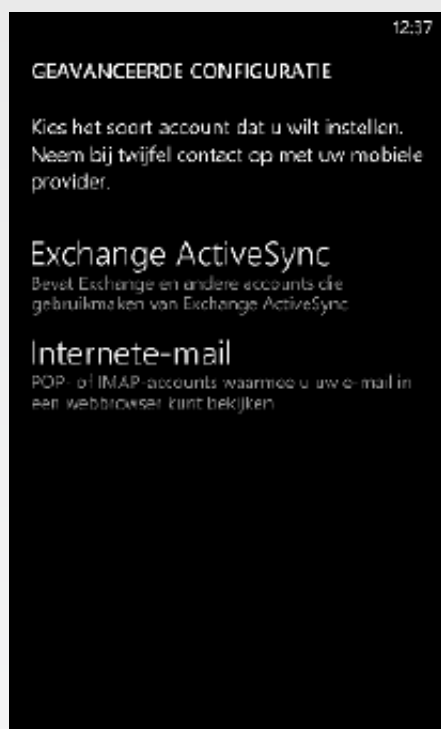 12:37
GEAVANCEERDE CONFIGURATIE
Kies het soort account dat u wilt instellen.
Neem bij twijfel contact op met uw mobiele
provider.
Exchange ActiveSync
Bevat Exchange en andere accounts die
gebruikmaken van Exchange ActiveSync
Internete-mail
POP- of IMAP-accounts waarmee u uw e-mail in
een webbrowser kunt bekijken